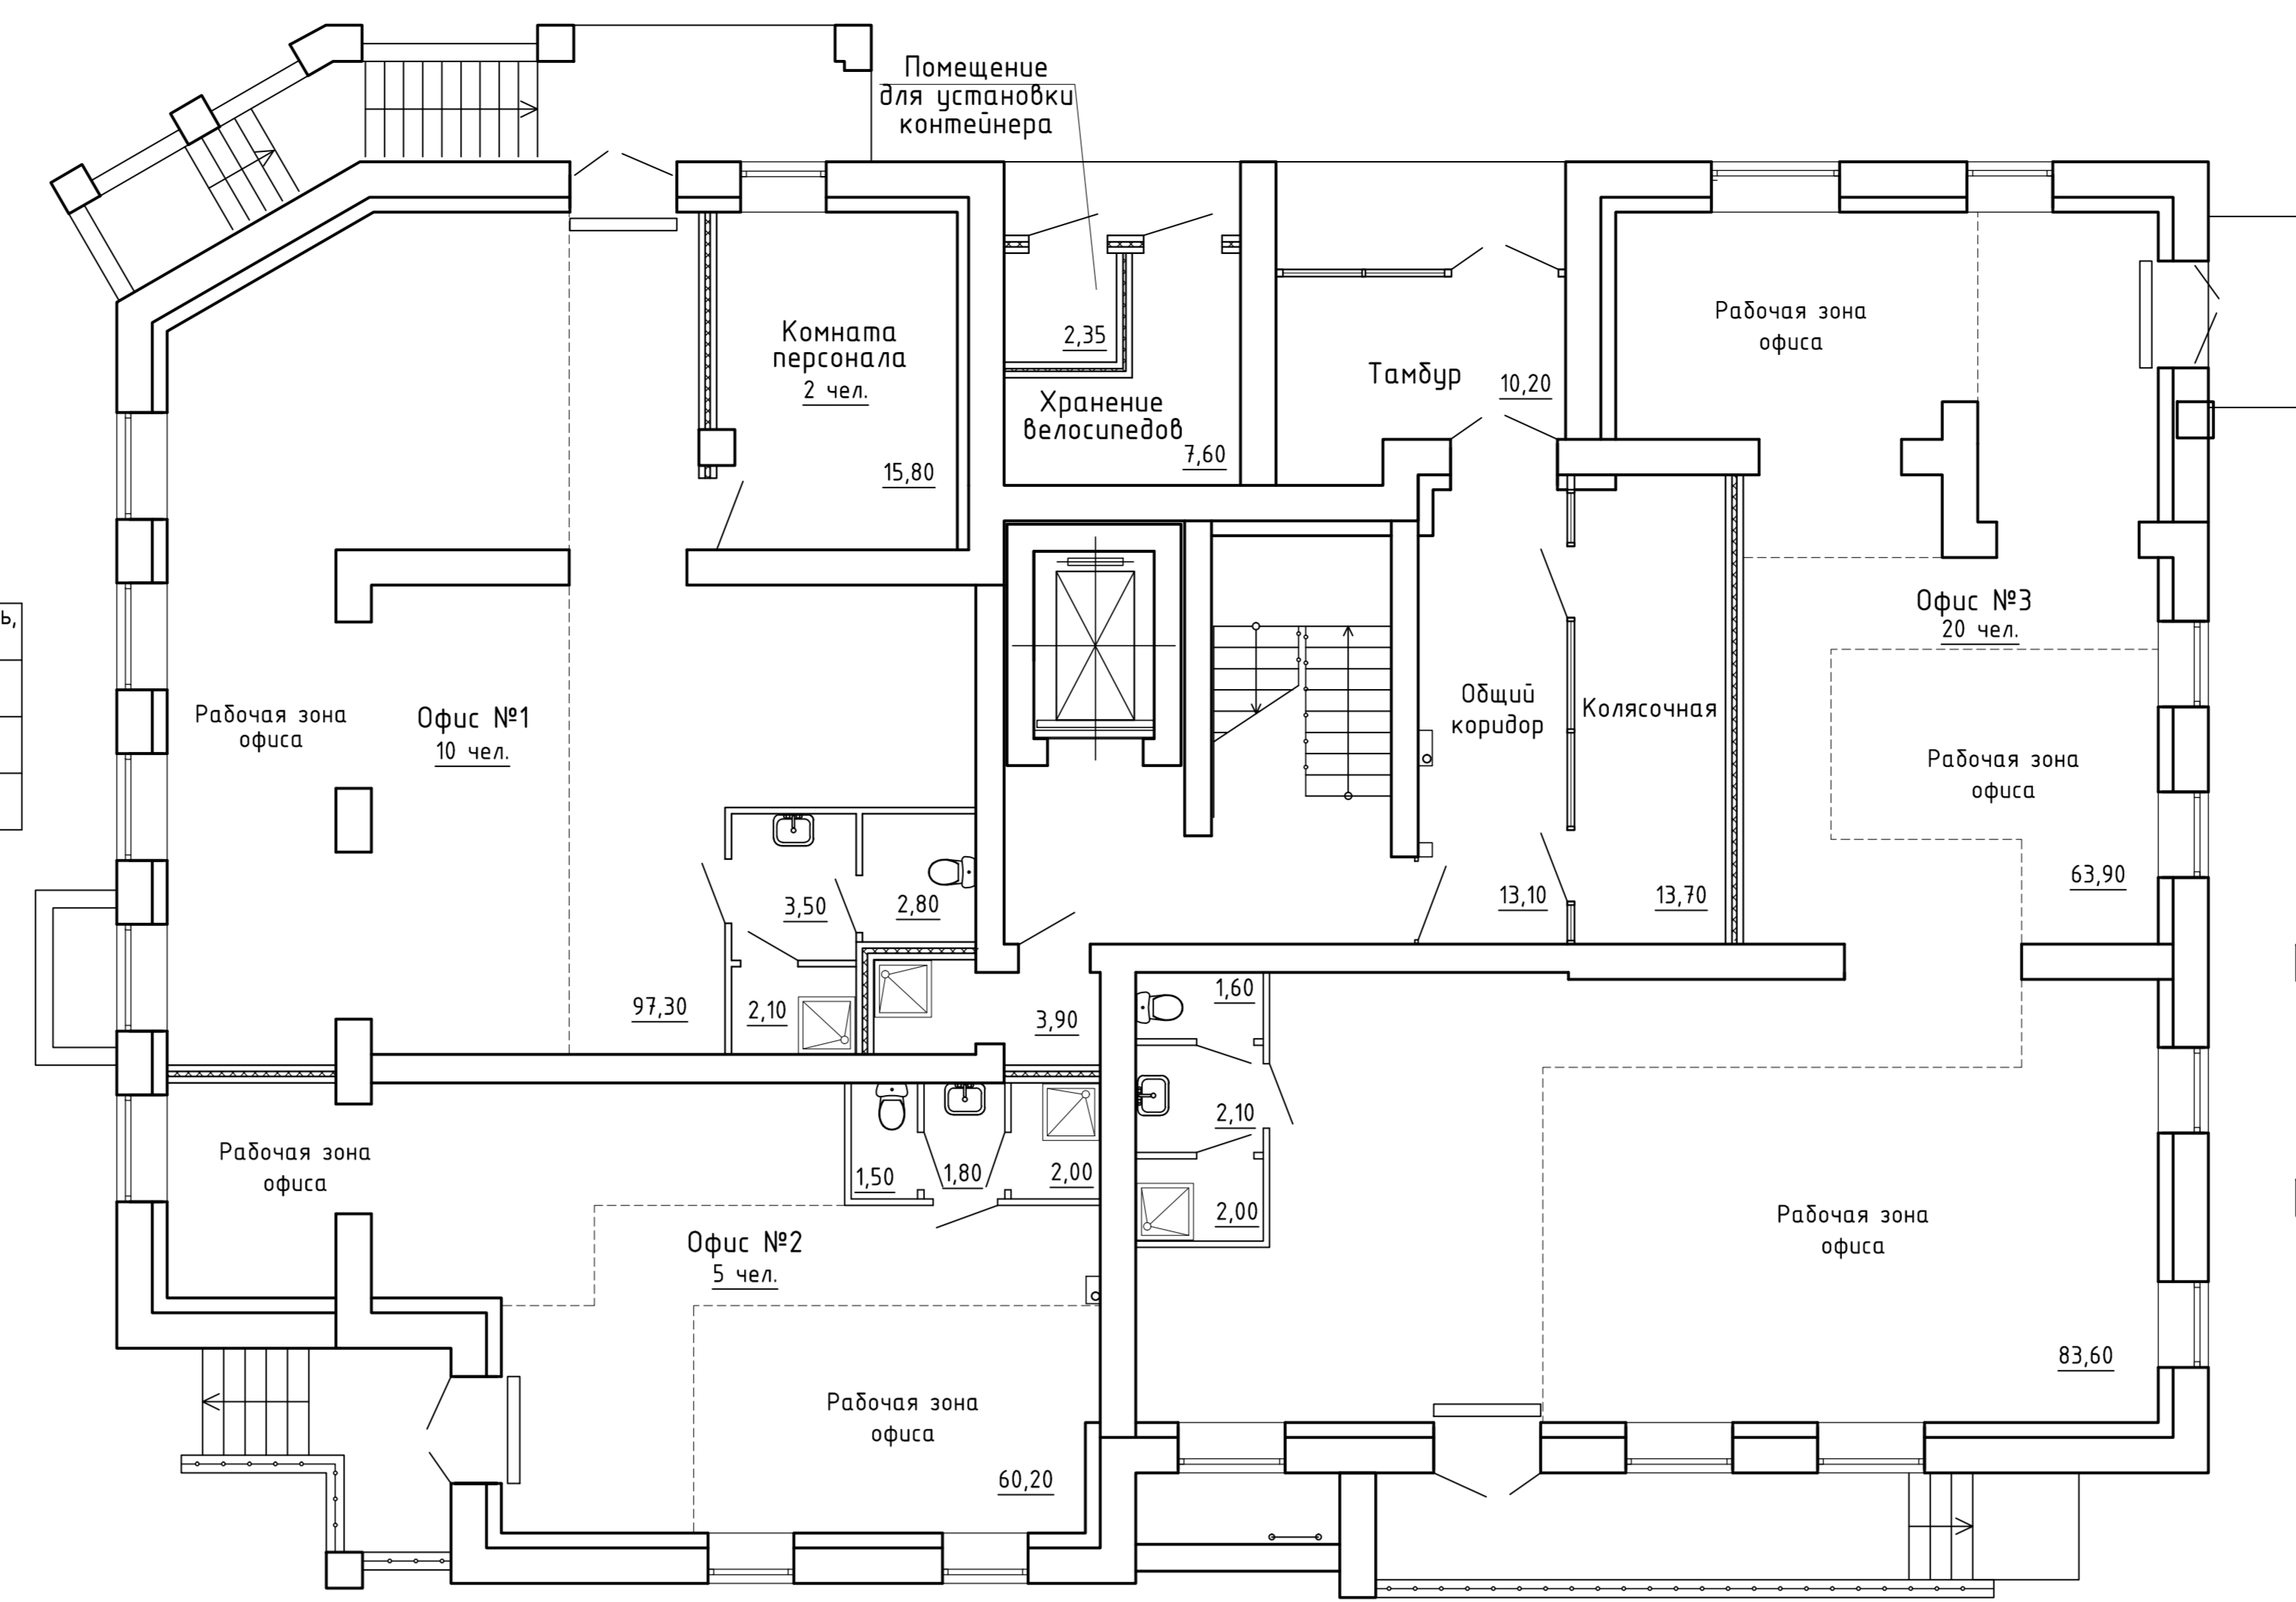 Помещение
для установки
контейнера
Комната
персонала
2 чел.
15,80
2,35
Хранение
велосипедов
7,60
Тамбур
10,20
Рабочая зона
офиса
ь,
Офис №3
20 чел.
Рабочая зона
офиса
Офис №1
10 чел.
Общий
коридор
Колясочная
Рабочая зона
офиса
63,90
3,50
2,80
13,10
13,70
97,30
2,10
3,90
1,60
2,10
2,00
Рабочая зона
офиса
1,50
1,80
2,00
Офис №2
5 чел.
Рабочая зона
офиса
83,60
Рабочая зона
офиса
60,20